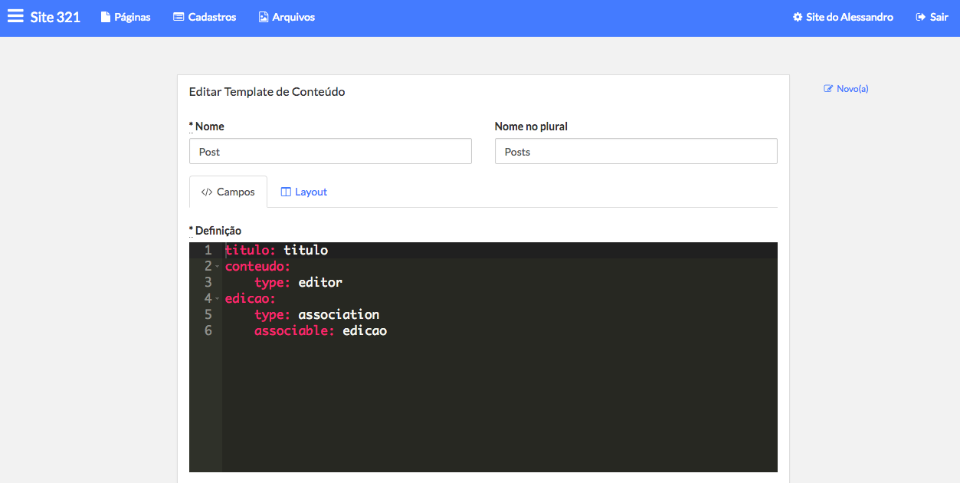 Site 321 Páginas Cadastros Arquivos Site do Alessandro Sair
Editar Template de Conteúdo
Novo(a)
* Nome Nome no plural
Post Posts
</> Campos Layout
* Definição
1 titulo: titulo
2 conteudo:
3 type: editor
4 edicao:
5 type: association
6 associable: edicao